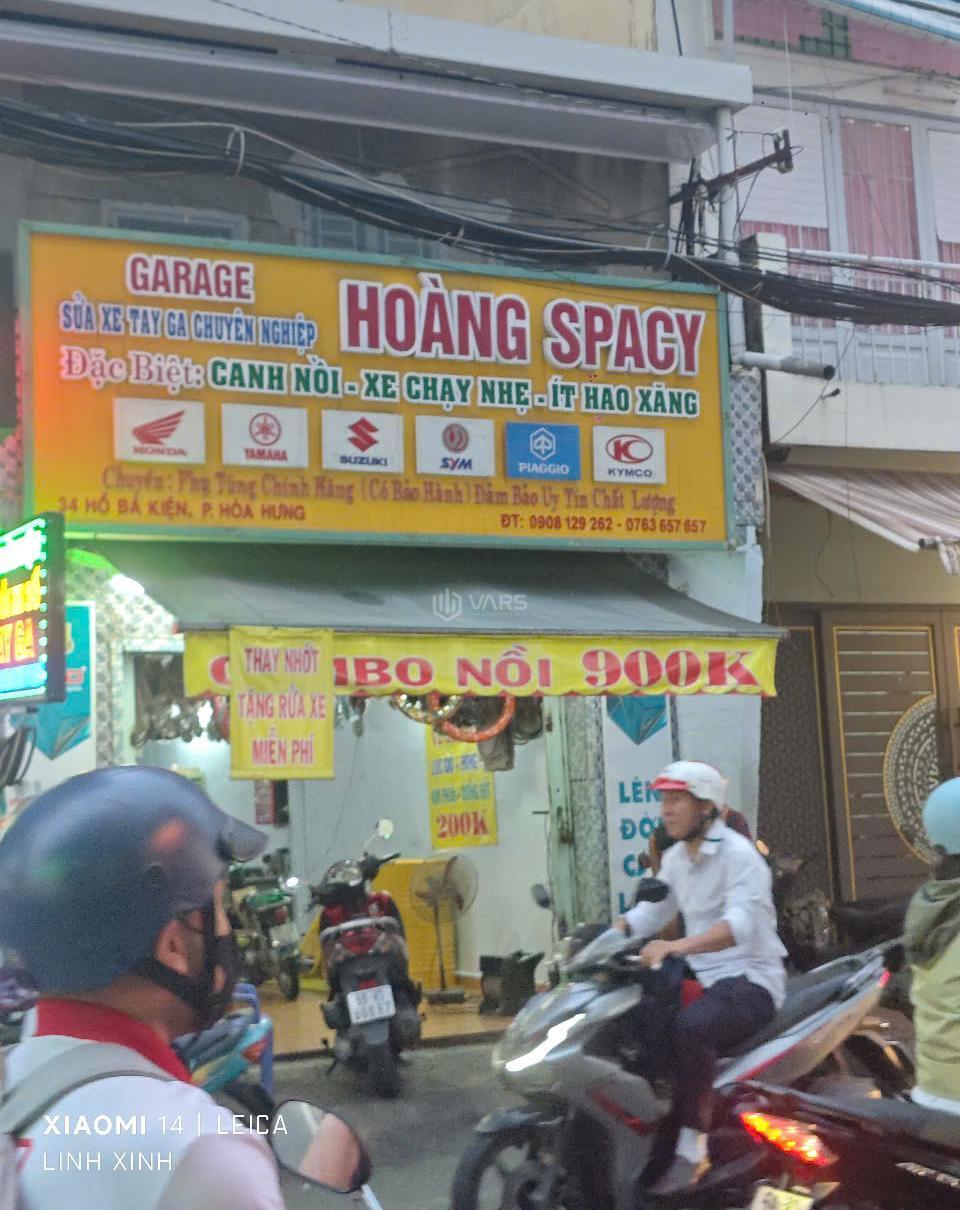 GARAGE
SỬA XE TAY GA CHUYÊN NGHIỆP
HOÀNG SPACY
Đặc Biệt: CANH NỒI - XE CHẠY NHẸ - ÍT HAO XĂNG
HONDA
YAMAHA
SUZUKI
SYM
PIAGGIO
KYMCO
Chuyên : Phụ Tùng Chính Hãng (Có Bảo Hành) Đảm Bảo Uy Tín Chất Lượng
34 HỒ BÁ KIỆN, P. HÒA HƯNG
ĐT: 0908 129 262 - 0763 657 657
VARS
BO NỒI 900K
THAY NHỚT
TẶNG RỬA XE
MIỄN PHÍ
200K
LÊN
ĐỜI
XIAOMI 14 | LEICA
LINH XINH